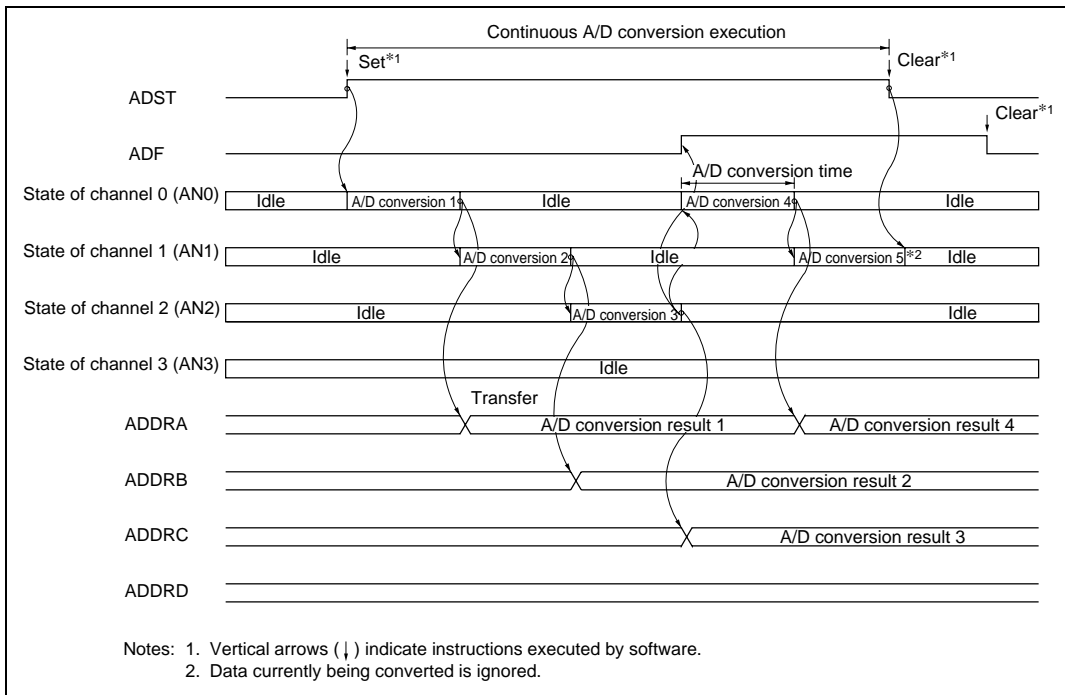 Continuous A/D conversion execution
Set*1
Clear*1
ADST
Clear*1
ADF
A/D conversion time
State of channel 0 (AN0)
Idle
A/D conversion 1
Idle
A/D conversion 4
Idle
State of channel 1 (AN1)
Idle
A/D conversion 2
Idle
A/D conversion 5
*2
Idle
State of channel 2 (AN2)
Idle
A/D conversion 3
Idle
State of channel 3 (AN3)
Idle
Transfer
ADDRA
A/D conversion result 1
A/D conversion result 4
ADDRB
A/D conversion result 2
ADDRC
A/D conversion result 3
ADDRD
Notes: 1. Vertical arrows (↓) indicate instructions executed by software.
2. Data currently being converted is ignored.